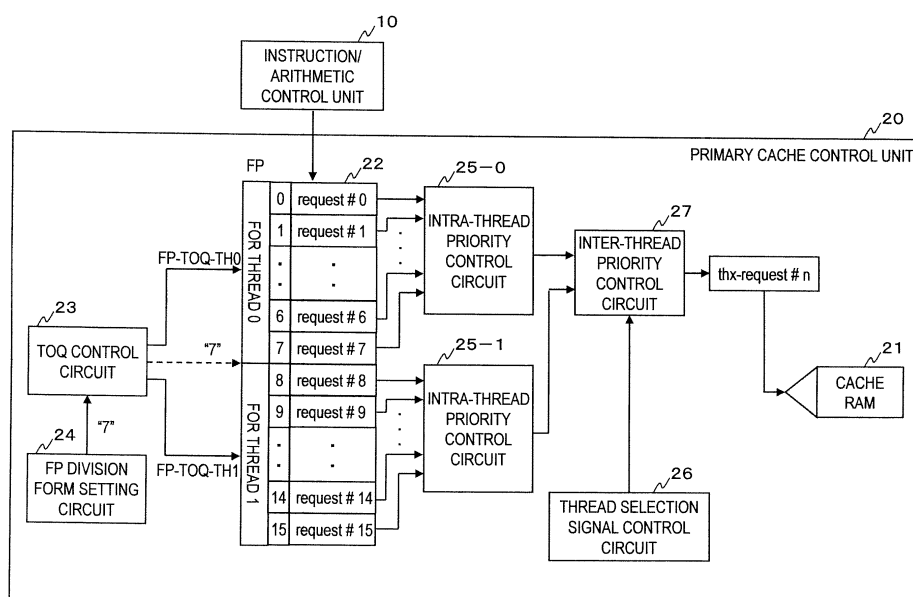 10
INSTRUCTION/
ARITHMETIC
CONTROL UNIT
20
PRIMARY CACHE CONTROL UNIT
FP
22
FOR THREAD 0
0 request # 0
1 request # 1
: :
6 request # 6
7 request # 7
FOR THREAD 1
8 request # 8
9 request # 9
: :
14 request # 14
15 request # 15
25-0
INTRA-THREAD
PRIORITY
CONTROL
CIRCUIT
25-1
INTRA-THREAD
PRIORITY
CONTROL
CIRCUIT
27
INTER-THREAD
PRIORITY
CONTROL
CIRCUIT
thx-request # n
21
CACHE
RAM
26
THREAD SELECTION
SIGNAL CONTROL
CIRCUIT
FP-TOQ-TH0
23
TOQ CONTROL
CIRCUIT
"7"
"7"
24
FP-TOQ-TH1
FP DIVISION
FORM SETTING
CIRCUIT